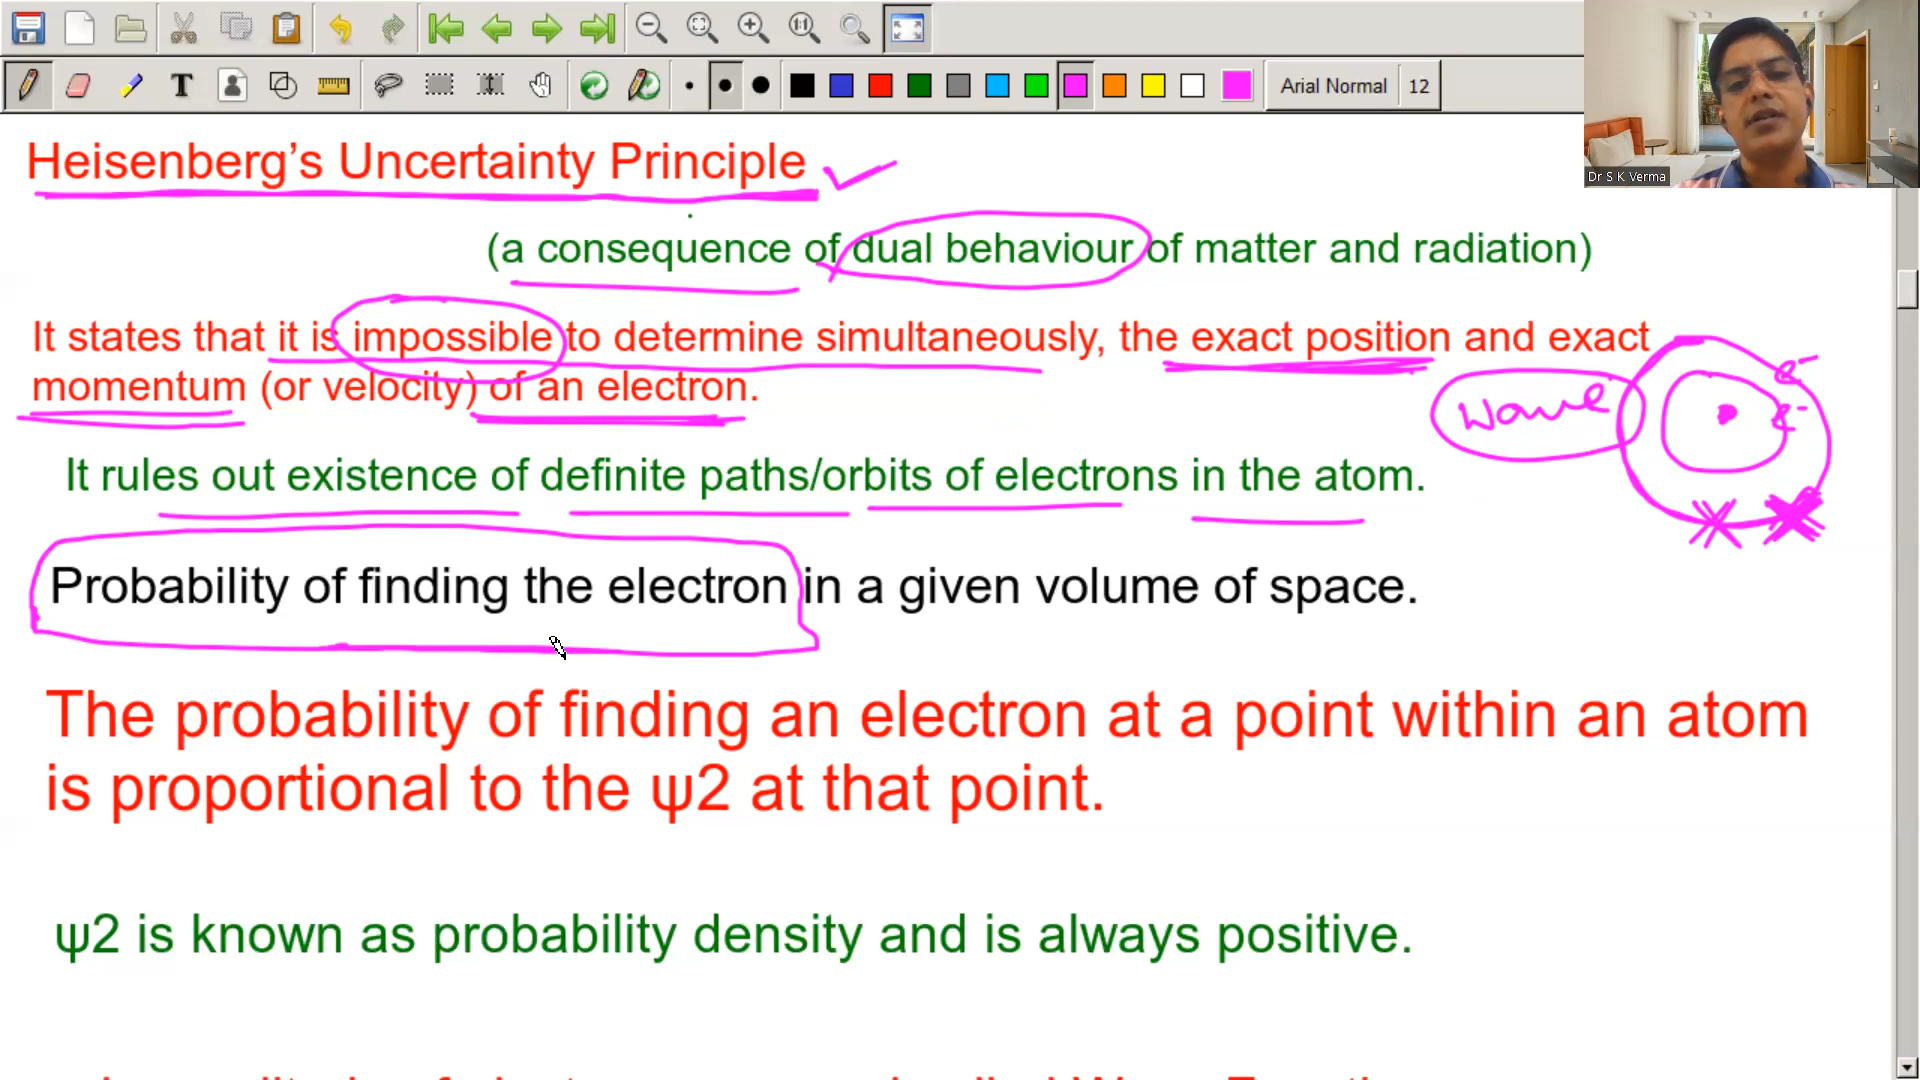 T
1:1
Arial Normal 12
Dr S K Verma
Heisenberg’s Uncertainty Principle
(a consequence of dual behaviour of matter and radiation)
It states that it is impossible to determine simultaneously, the exact position and exact
momentum (or velocity) of an electron.
Wave
e-
e-
It rules out existence of definite paths/orbits of electrons in the atom.
Probability of finding the electron in a given volume of space.
The probability of finding an electron at a point within an atom
is proportional to the ψ2 at that point.
ψ2 is known as probability density and is always positive.